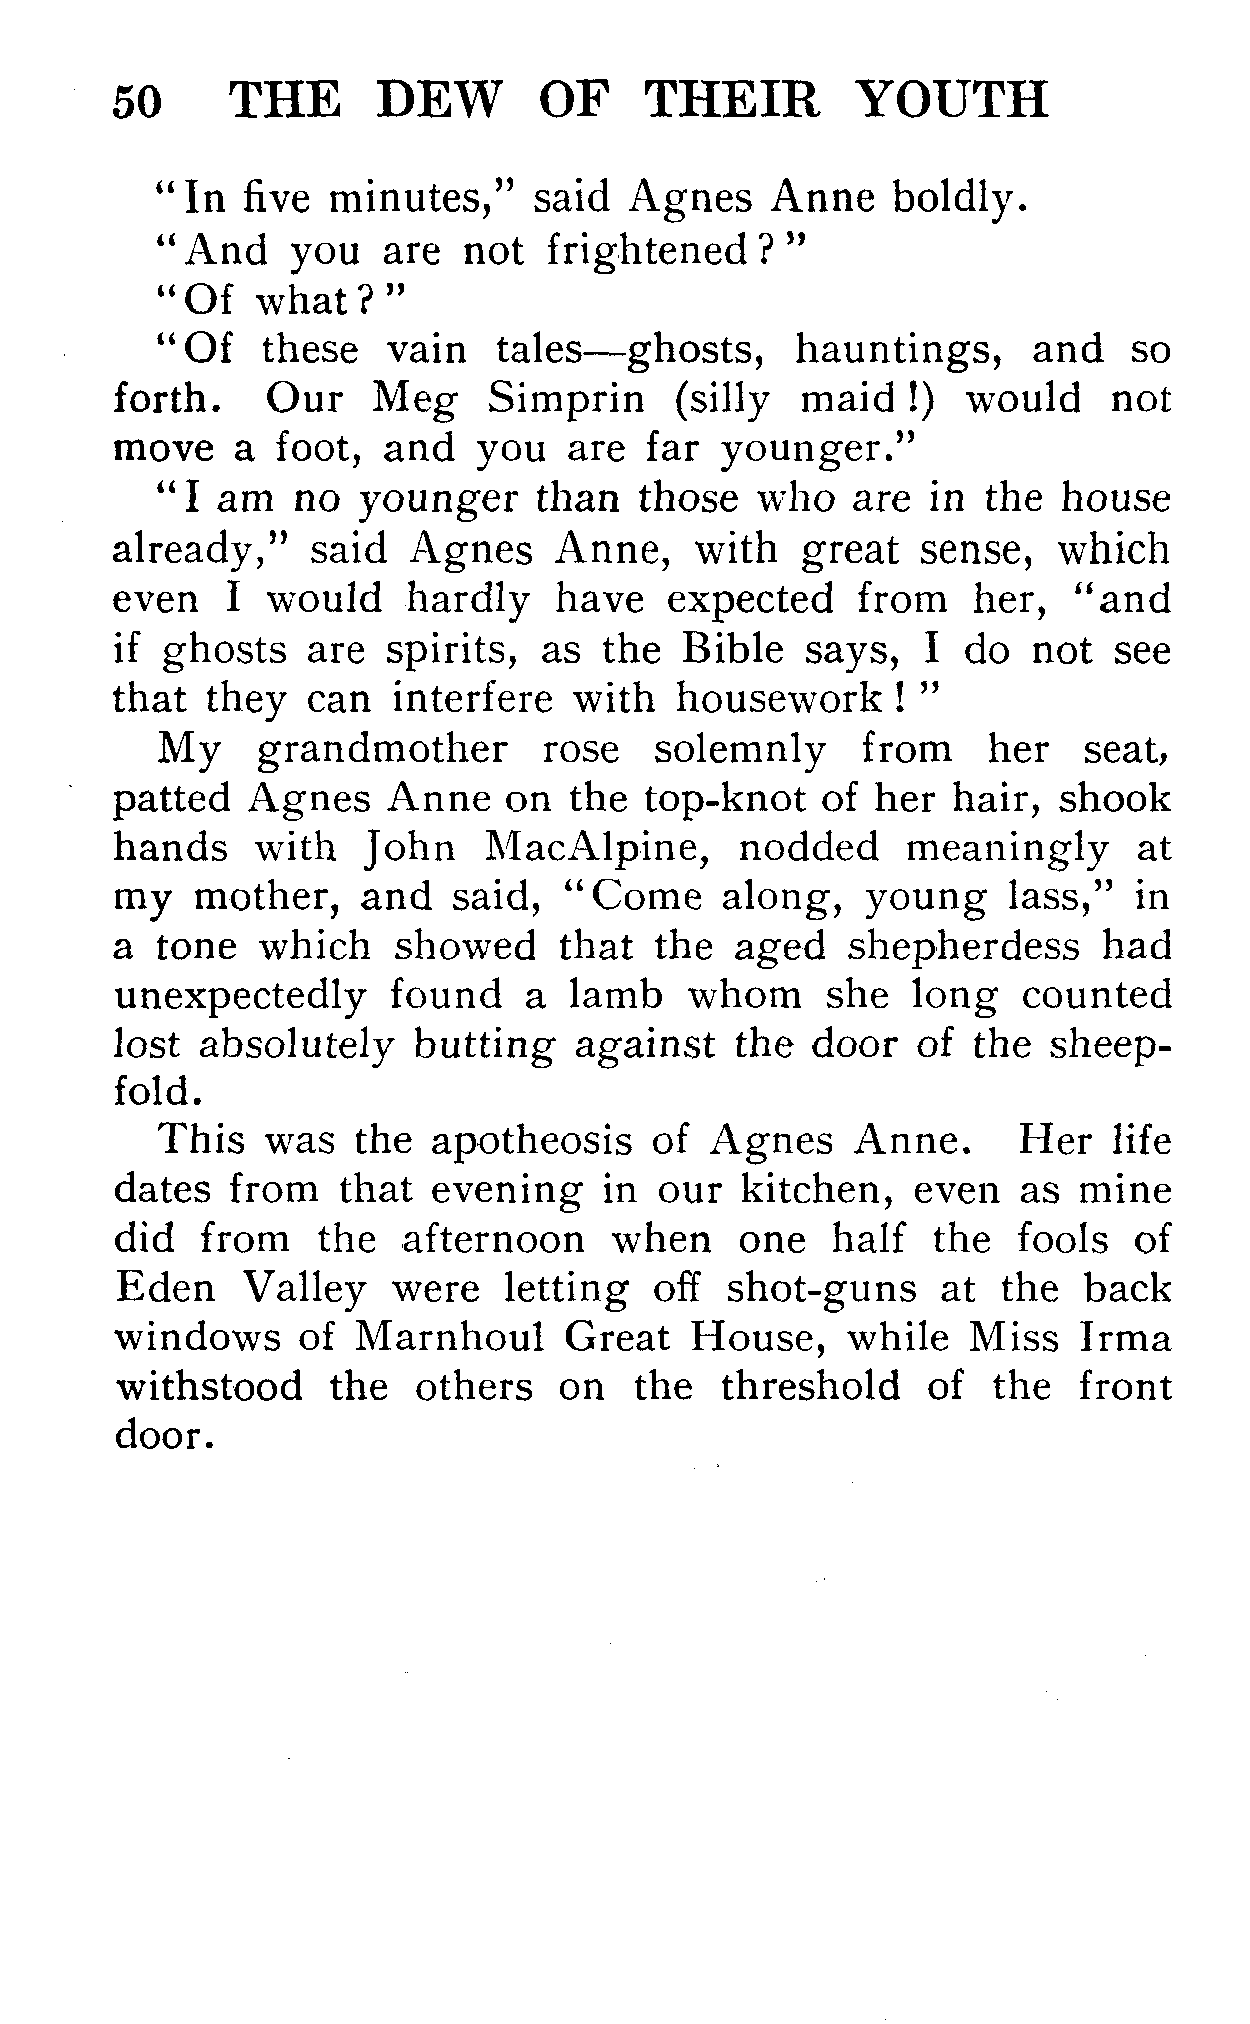 50 THE DEW OF THEIR YOUTH
"In five minutes," said Agnes Anne boldly.
"And you are not frightened?"
"Of what?"
"Of these vain tales—ghosts, hauntings, and so
forth. Our Meg Simprin (silly maid!) would not
move a foot, and you are far younger."
"I am no younger than those who are in the house
already," said Agnes Anne, with great sense, which
even I would hardly have expected from her, "and
if ghosts are spirits, as the Bible says, I do not see
that they can interfere with housework!"
My grandmother rose solemnly from her seat,
patted Agnes Anne on the top-knot of her hair, shook
hands with John MacAlpine, nodded meaningly at
my mother, and said, "Come along, young lass," in
a tone which showed that the aged shepherdess had
unexpectedly found a lamb whom she long counted
lost absolutely butting against the door of the sheep-
fold.
This was the apotheosis of Agnes Anne. Her life
dates from that evening in our kitchen, even as mine
did from the afternoon when one half the fools of
Eden Valley were letting off shot-guns at the back
windows of Marnhoul Great House, while Miss Irma
withstood the others on the threshold of the front
door.